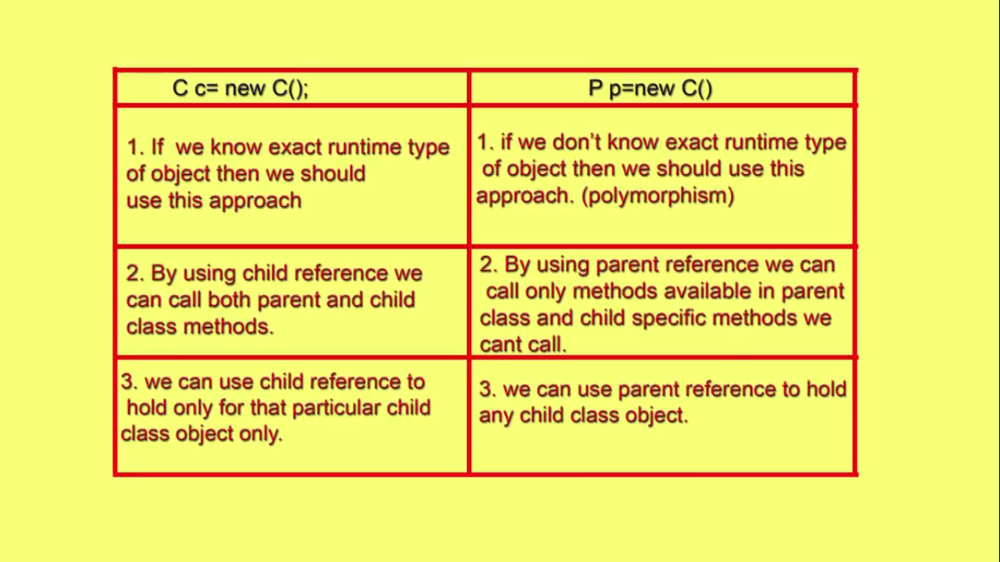 C c= new C();
P p=new C()
1. If we know exact runtime type
of object then we should
use this approach
1. if we don't know exact runtime type
of object then we should use this
approach. (polymorphism)
2. By using child reference we
can call both parent and child
class methods.
2. By using parent reference we can
call only methods available in parent
class and child specific methods we
cant call.
3. we can use child reference to
hold only for that particular child
class object only.
3. we can use parent reference to hold
any child class object.